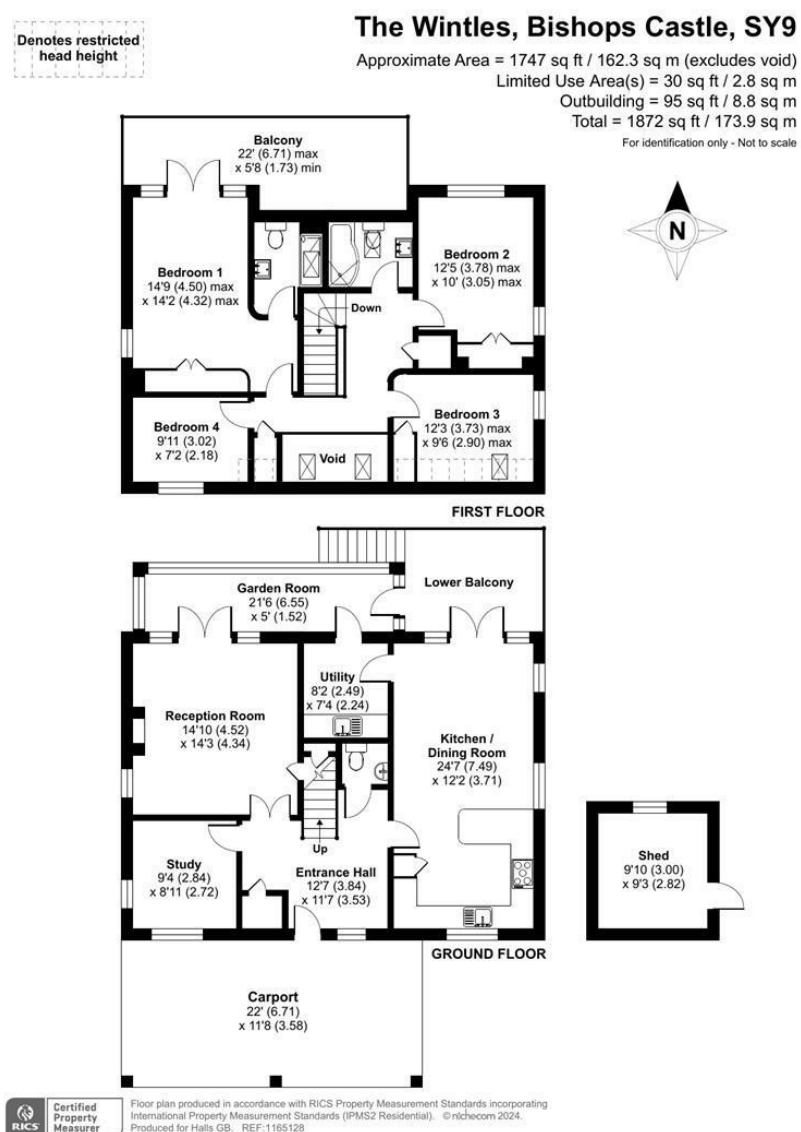 Denotes restricted
head height
The Wintles, Bishops Castle, SY9
Approximate Area = 1747 sq ft / 162.3 sq m (excludes void)
Limited Use Area(s) = 30 sq ft / 2.8 sq m
Outbuilding = 95 sq ft / 8.8 sq m
Total = 1872 sq ft / 173.9 sq m
For identification only - Not to scale
N
Balcony
22' (6.71) max
x 5'8 (1.73) min
Bedroom 1
14'9 (4.50) max
x 14'2 (4.32) max
Bedroom 2
12'5 (3.78) max
x 10' (3.05) max
Down
Bedroom 4
9'11 (3.02)
x 7'2 (2.18)
Void
Bedroom 3
12'3 (3.73) max
x 9'6 (2.90) max
FIRST FLOOR
Garden Room
21'6 (6.55)
x 5' (1.52)
Lower Balcony
Utility
8'2 (2.49)
x 7'4 (2.24)
Reception Room
14'10 (4.52)
x 14'3 (4.34)
Kitchen /
Dining Room
24'7 (7.49)
x 12'2 (3.71)
Up
Study
9'4 (2.84)
x 8'11 (2.72)
Entrance Hall
12'7 (3.84)
x 11'7 (3.53)
Shed
9'10 (3.00)
x 9'3 (2.82)
GROUND FLOOR
Carport
22' (6.71)
x 11'8 (3.58)
RICS
Certified
Property
Measurer
Floor plan produced in accordance with RICS Property Measurement Standards incorporating
International Property Measurement Standards (IPMS2 Residential). © nichecom 2024.
Produced for Halls GB. REF:1165128